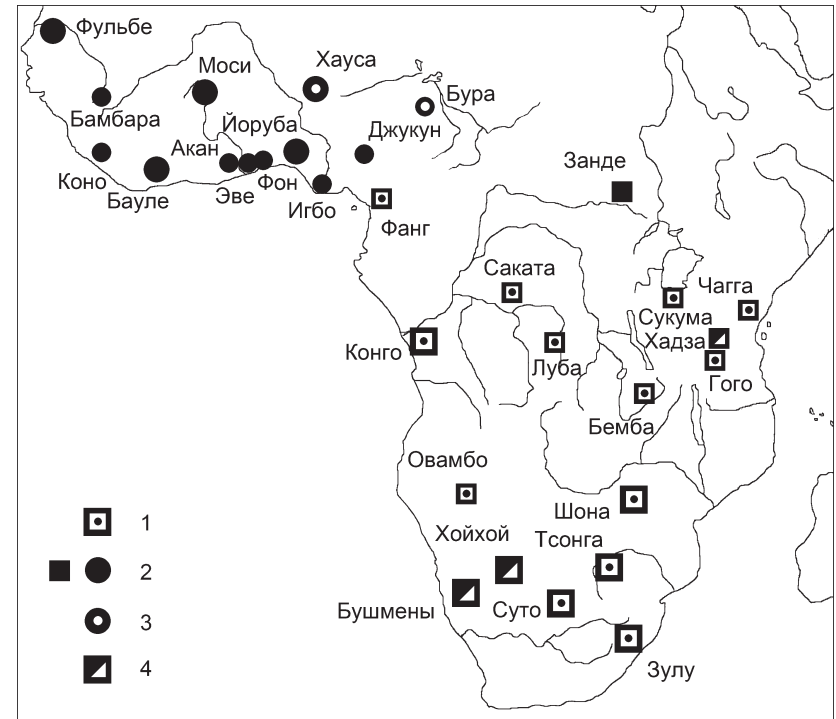 Фульбе
Моси
Хауса
Бамбара
Бура
Йоруба
Акан
Джукун
Коно
Бауле
Эве
Фон
Игбо
Занде
Фанг
Саката
Чагга
Сукума
Хадза
Конго
Луба
Гого
Бемба
Овамбо
Шона
Хойхой
Тсонга
Бушмены
Суто
Зулу
1
2
3
4